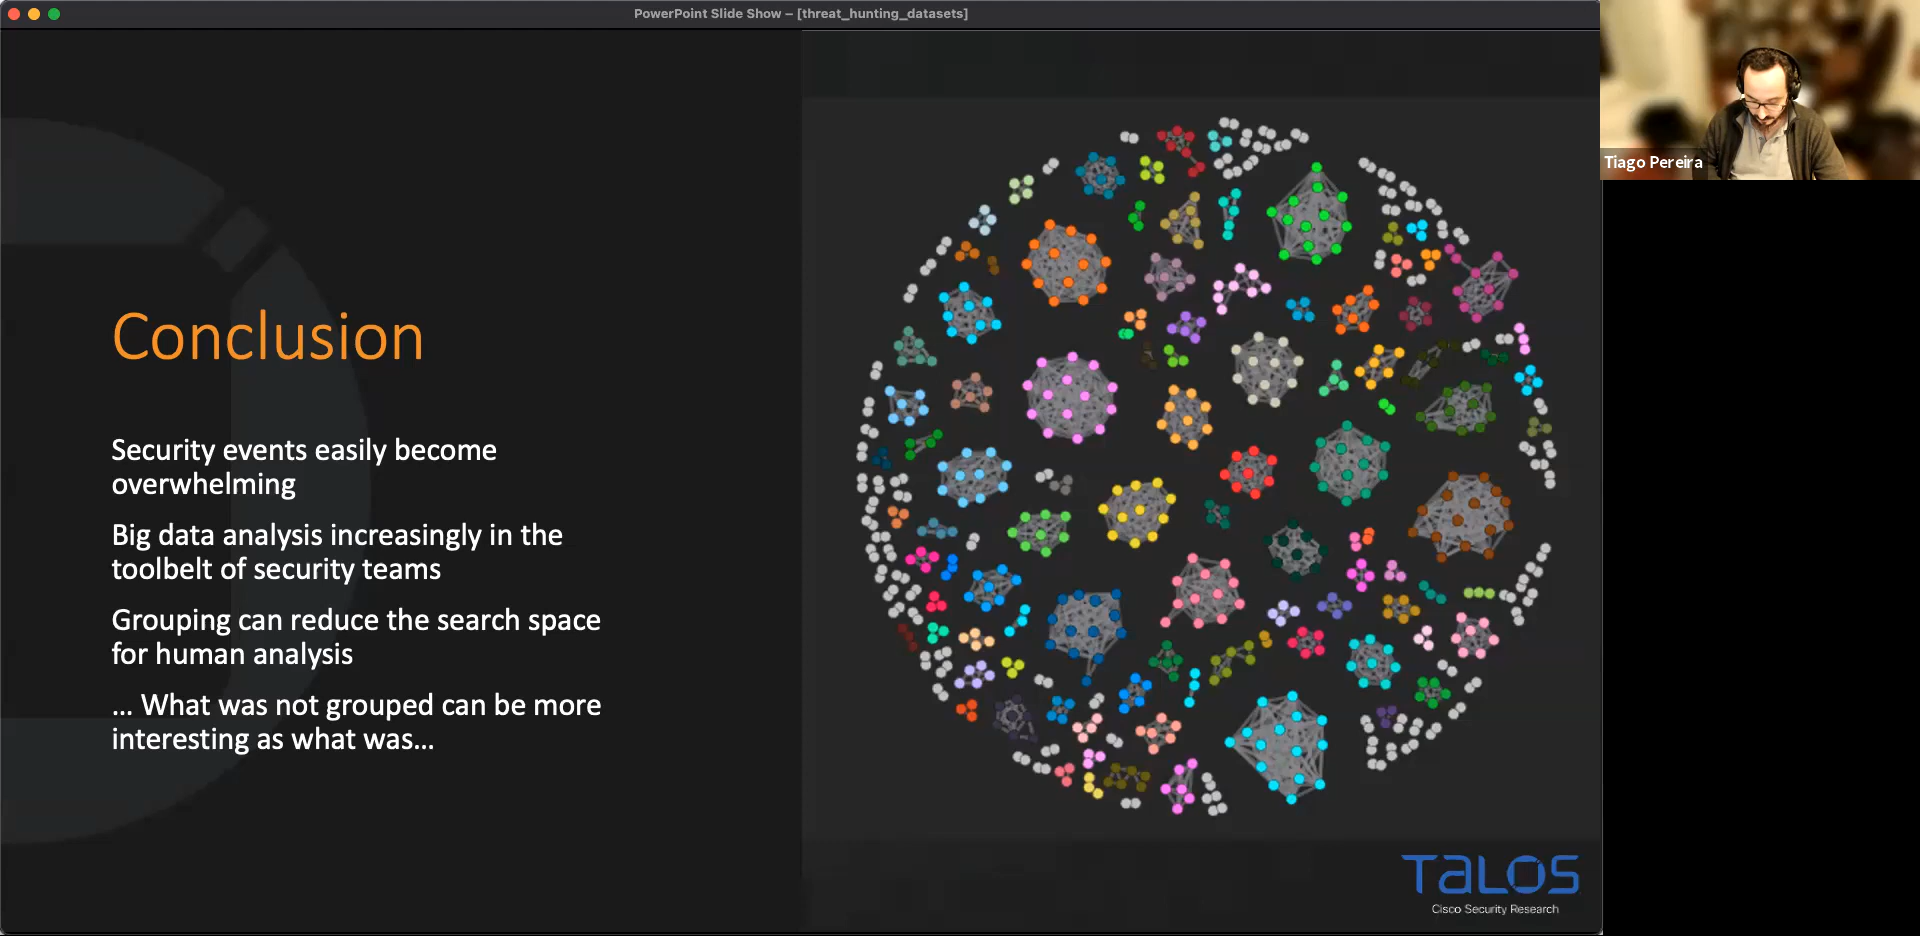 PowerPoint Slide Show – [threat_hunting_datasets]
Tiago Pereira
Conclusion
Security events easily become
overwhelming
Big data analysis increasingly in the
toolbelt of security teams
Grouping can reduce the search space
for human analysis
... What was not grouped can be more
interesting as what was...
TALOS
Cisco Security Research